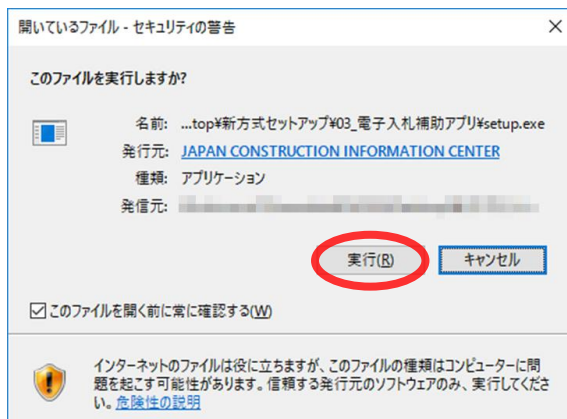 開いているファイル - セキュリティの警告
このファイルを実行しますか?
名前: ...top¥新方式セットアップ¥03_電子入札補助アプリ¥setup.exe
発行元: JAPAN CONSTRUCTION INFORMATION CENTER
種類: アプリケーション
発信元:
実行(R) キャンセル
このファイルを開く前に常に確認する(W)
インターネットのファイルは役に立ちますが、このファイルの種類はコンピューターに問
題を起こす可能性があります。信頼する発行元のソフトウェアのみ、実行してくださ
い。危険性の説明